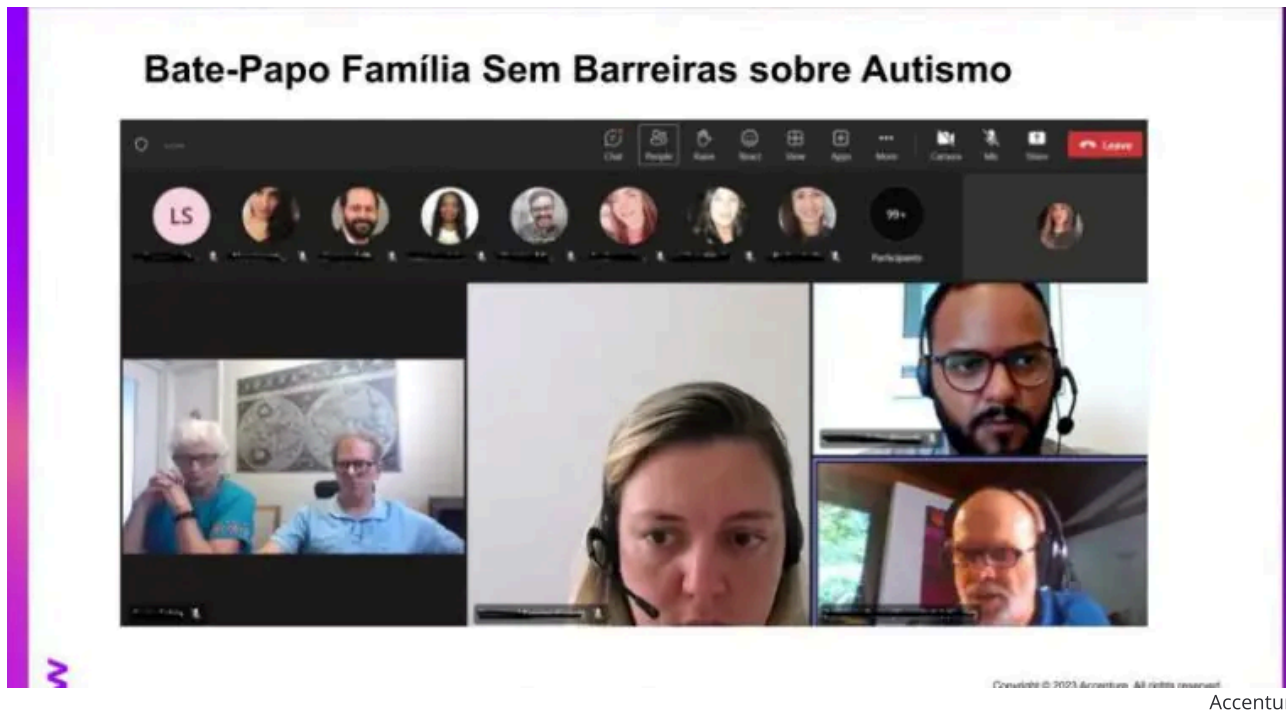 Bate-Papo Família Sem Barreiras sobre Autismo
Chat People Raise React View Apps More Camera Mic Share Leave
LS
99+
Participants
Copyright © 2023 Accenture. All rights reserved.
Accentu